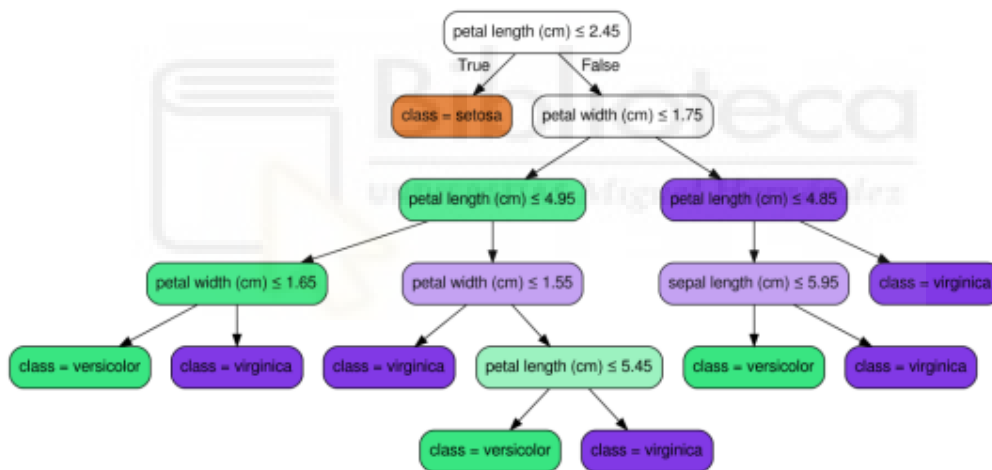 petal length (cm) ≤ 2.45
True
False
class = setosa
petal width (cm) ≤ 1.75
Biblioteca
petal length (cm) ≤ 4.95
petal length (cm) ≤ 4.85
Miguel Hernández
petal width (cm) ≤ 1.65
petal width (cm) ≤ 1.55
sepal length (cm) ≤ 5.95
class = virginica
class = versicolor
class = virginica
class = virginica
petal length (cm) ≤ 5.45
class = versicolor
class = virginica
class = versicolor
class = virginica